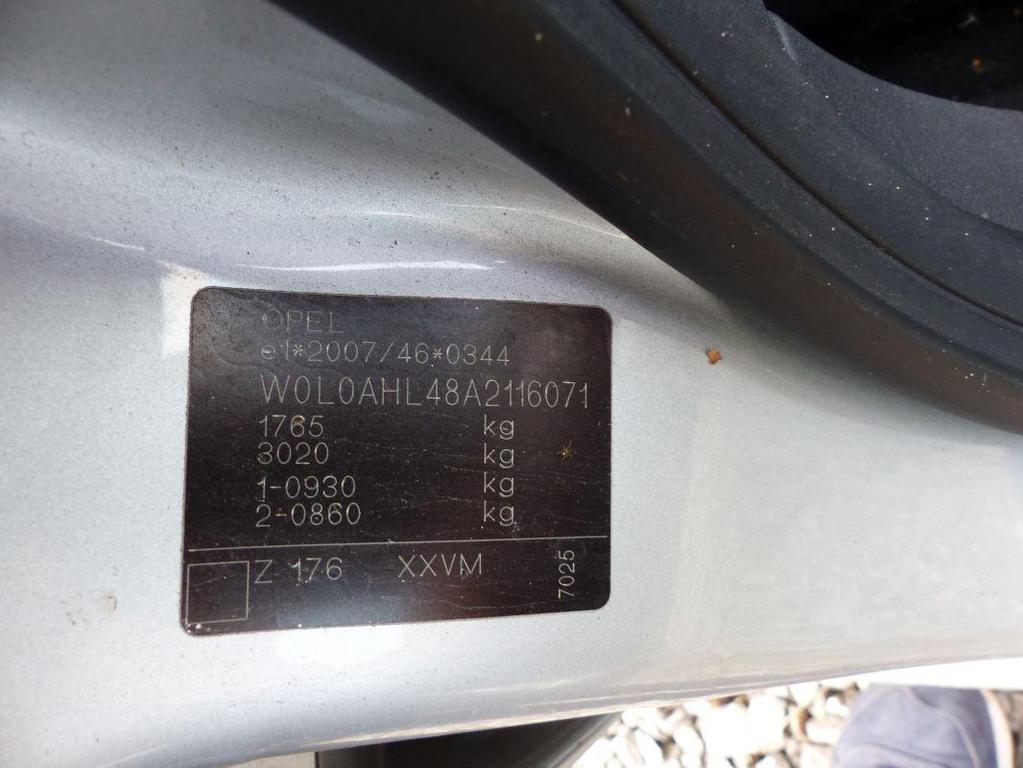 OPEL
e1*2007/46*0344
W0L0AHL48A2116071
1765 kg
3020 kg
1-0930 kg
2-0860 kg
Z 176 XXVM
7025